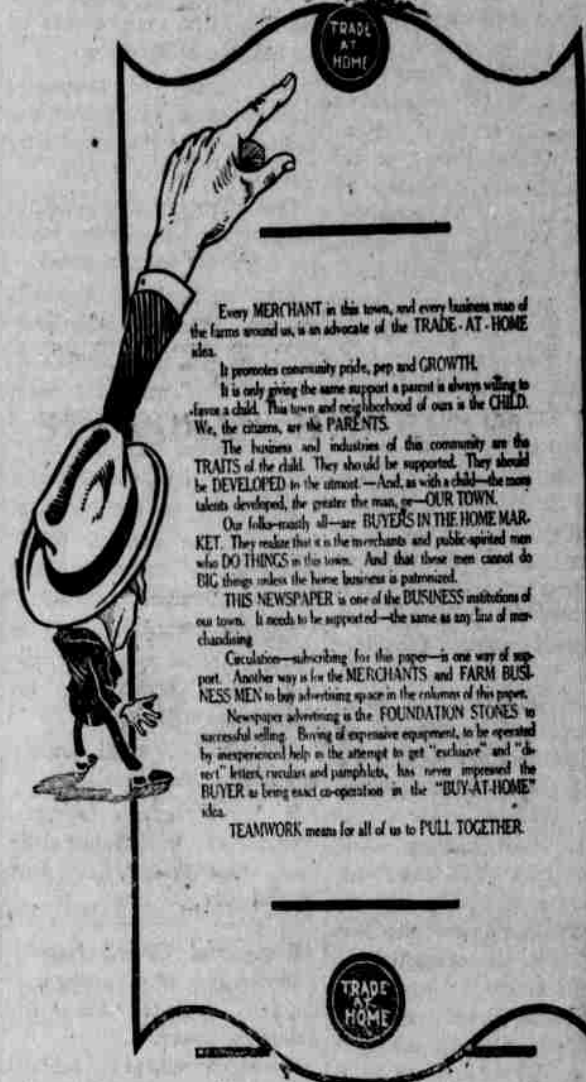 TRADE
AT
HOME
Every MERCHANT in this town, and every business man of
the farms around us, is an advocate of the TRADE-AT-HOME
idea.
It promotes community pride, pep and GROWTH.
It is only giving the same support a parent is always willing to
favor a child. This town and neighborhood of ours is the CHILD.
We, the citizens, are the PARENTS.
The business and industries of this community are the
TRAITS of the child. They should be supported. They should
be DEVELOPED to the utmost.—And, as with a child—the more
talents developed, the greater the man, or—OUR TOWN.
Our folks—mostly all—are BUYERS IN THE HOME MAR-
KET. They realize that it is the merchants and public-spirited men
who DO THINGS in this town. And that these men cannot do
BIG things unless the home business is patronized.
THIS NEWSPAPER is one of the BUSINESS institutions of
our town. It needs to be supported—the same as any line of mer-
chandising
Circulation—subscribing for this paper—is one way of sup-
port. Another way is for the MERCHANTS and FARM BUSI-
NESS MEN to buy advertising space in the columns of this paper.
Newspaper advertising is the FOUNDATION STONES to
successful selling. Buying of expensive equipment, to be operated
by inexperienced help in the attempt to get "exclusive" and "di-
rect" letters, circulars and pamphlets, has never impressed the
BUYER as being exact co-operation in the "BUY-AT-HOME"
idea.
TEAMWORK means for all of us to PULL TOGETHER.
TRADE
AT
HOME